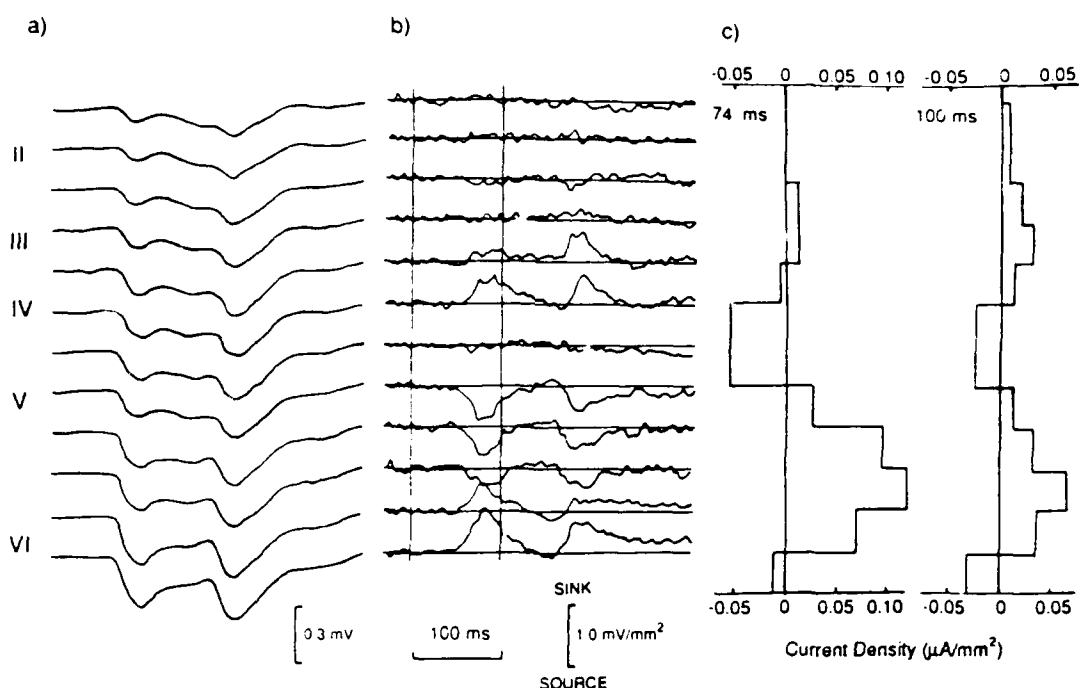 a)
b)
c)
II
III
IV
V
VI
0.3 mV
100 ms
SINK
1.0 mV/mm²
SOURCE
-0.05 0 0.10
74 ms
-0.05 0 0.05
100 ms
-0.05 0 0.05 0.10
-0.05 0 0.05
Current Density (µA/mm²)